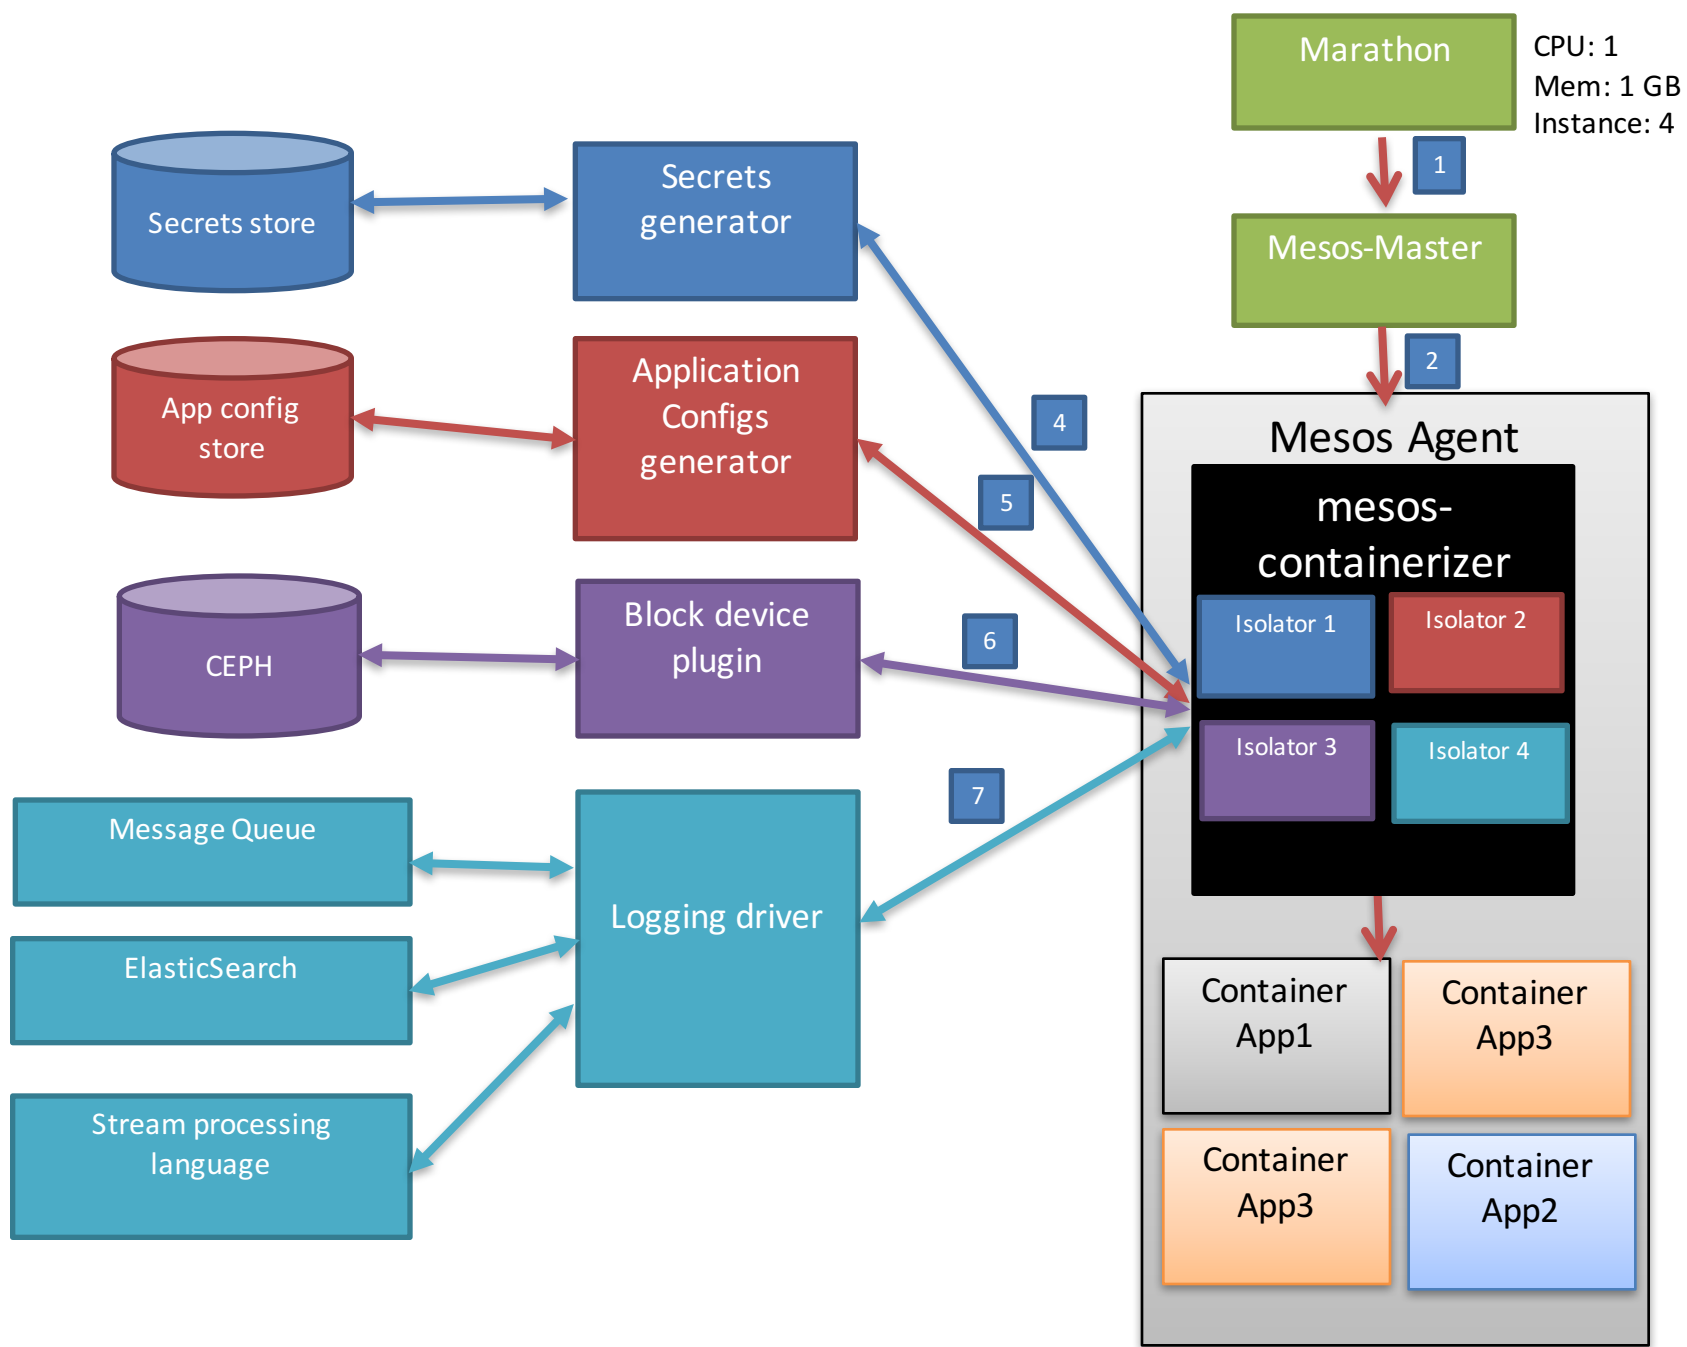 Marathon
CPU: 1
Mem: 1 GB
Instance: 4
1
Mesos-Master
2
Secrets store
Secrets
generator
App config
store
Application
Configs
generator
CEPH
Block device
plugin
Message Queue
ElasticSearch
Stream processing
language
Logging driver
4
5
6
7
Mesos Agent
mesos-
containerizer
Isolator 1
Isolator 2
Isolator 3
Isolator 4
Container
App1
Container
App3
Container
App3
Container
App2